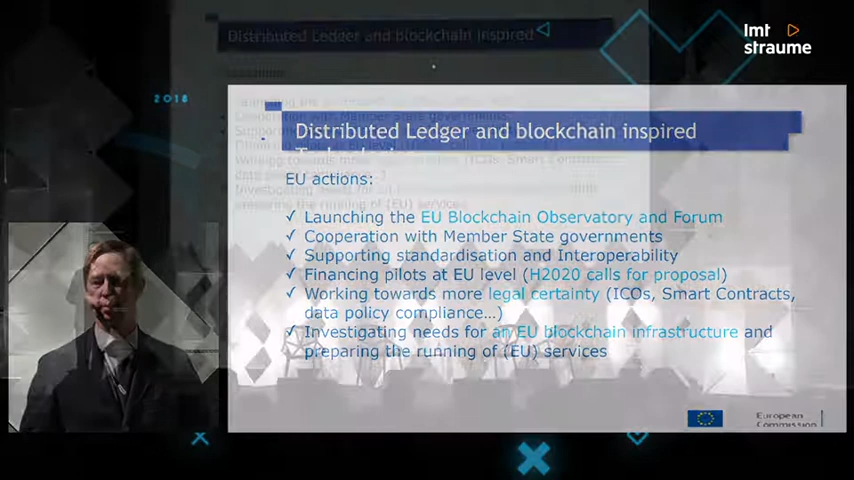 lmt
straume
Distributed Ledger and blockchain inspired
2018
Distributed Ledger and blockchain inspired
EU actions:
✓ Launching the EU Blockchain Observatory and Forum
✓ Cooperation with Member State governments
✓ Supporting standardisation and Interoperability
✓ Financing pilots at EU level (H2020 calls for proposal)
✓ Working towards more legal certainty (ICOs, Smart Contracts,
data policy compliance…)
✓ Investigating needs for an EU blockchain infrastructure and
preparing the running of (EU) services
European
Commission